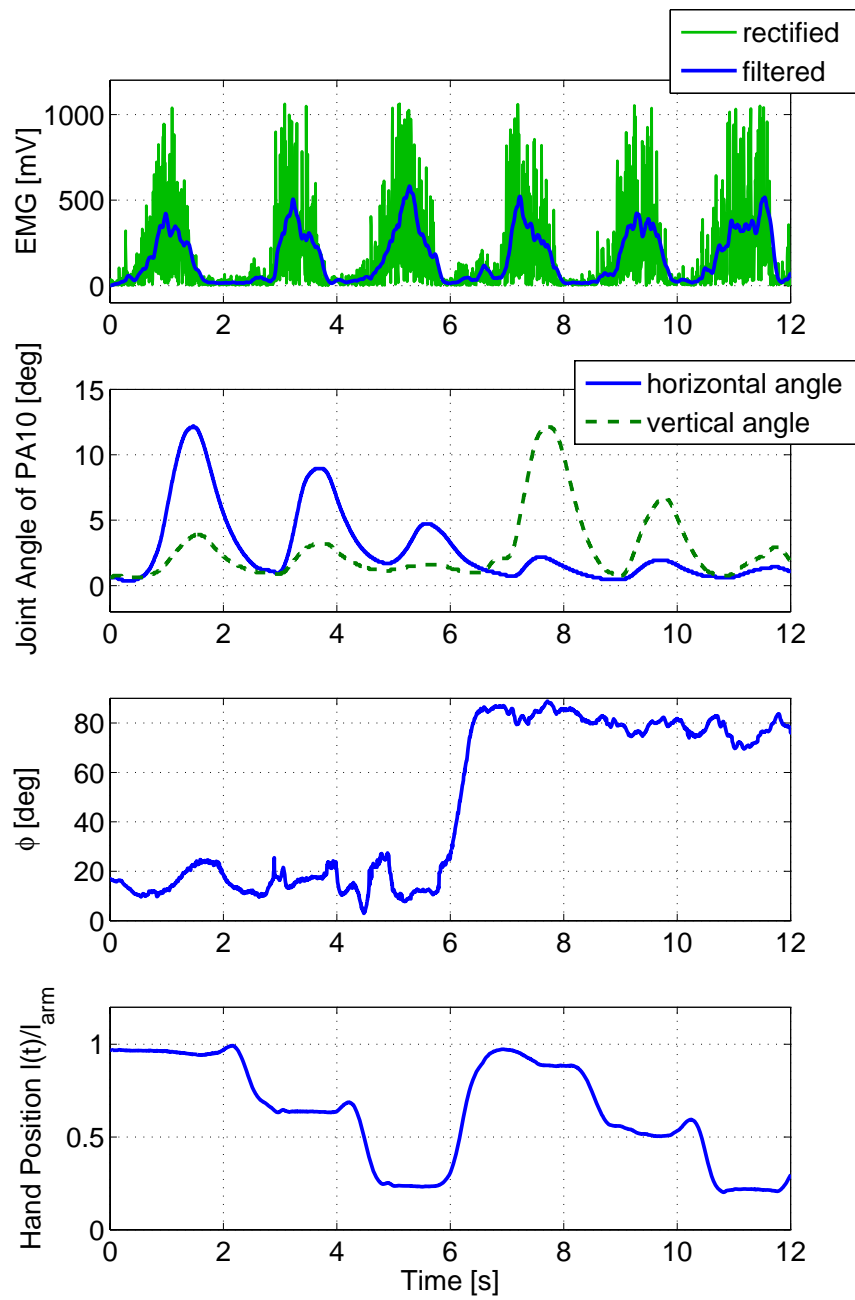 rectified
filtered
EMG [mV]
1000
500
0
0 2 4 6 8 10 12
horizontal angle
vertical angle
Joint Angle of PA10 [deg]
15
10
5
0
0 2 4 6 8 10 12
ϕ [deg]
80
60
40
20
0
0 2 4 6 8 10 12
Hand Position l(t)/l_arm
1
0.5
0
0 2 4 6 8 10 12
Time [s]